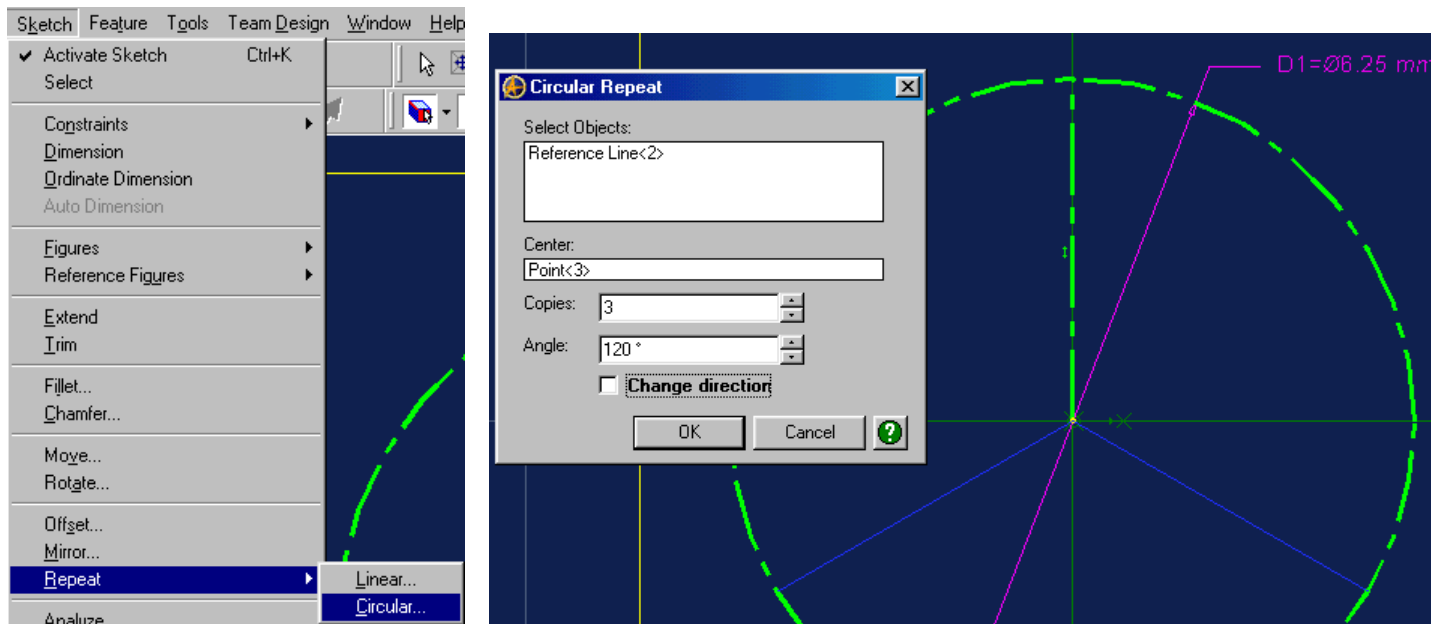 Sketch Feature Tools Team Design Window Help
Activate Sketch Ctrl+K
Select
Constraints
Dimension
Ordinate Dimension
Auto Dimension
Figures
Reference Figures
Extend
Trim
Fillet...
Chamfer...
Move...
Rotate...
Offset...
Mirror...
Repeat
Linear...
Circular...
Analyze
Circular Repeat
Select Objects:
Reference Line<2>
Center:
Point<3>
Copies: 3
Angle: 120 °
Change direction
OK Cancel ?
D1=Ø6.25 mm
X